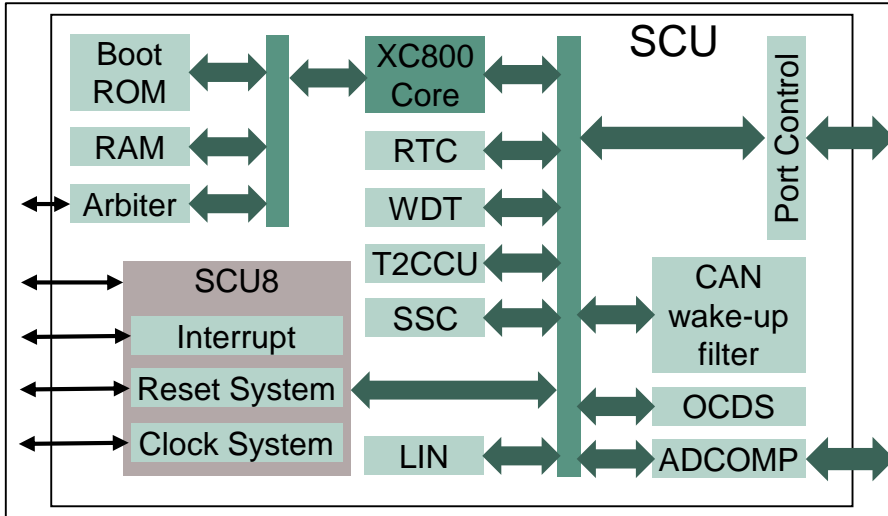 SCU
Boot
ROM
XC800
Core
RAM
RTC
Port Control
Arbiter
WDT
T2CCU
SCU8
CAN
wake-up
filter
SSC
Interrupt
Reset System
OCDS
Clock System
LIN
ADCOMP